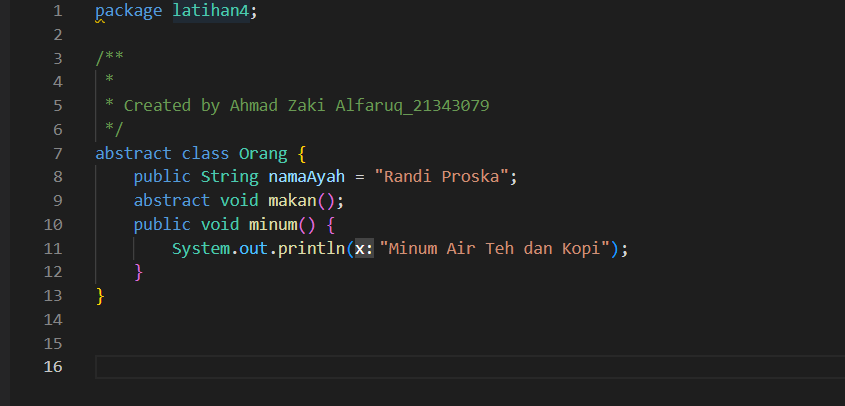 1 package latihan4;
2
3 /**
4  *
5  * Created by Ahmad Zaki Alfaruq_21343079
6  */
7 abstract class Orang {
8     public String namaAyah = "Randi Proska";
9     abstract void makan();
10     public void minum() {
11         System.out.println(x: "Minum Air Teh dan Kopi");
12     }
13 }
14
15
16